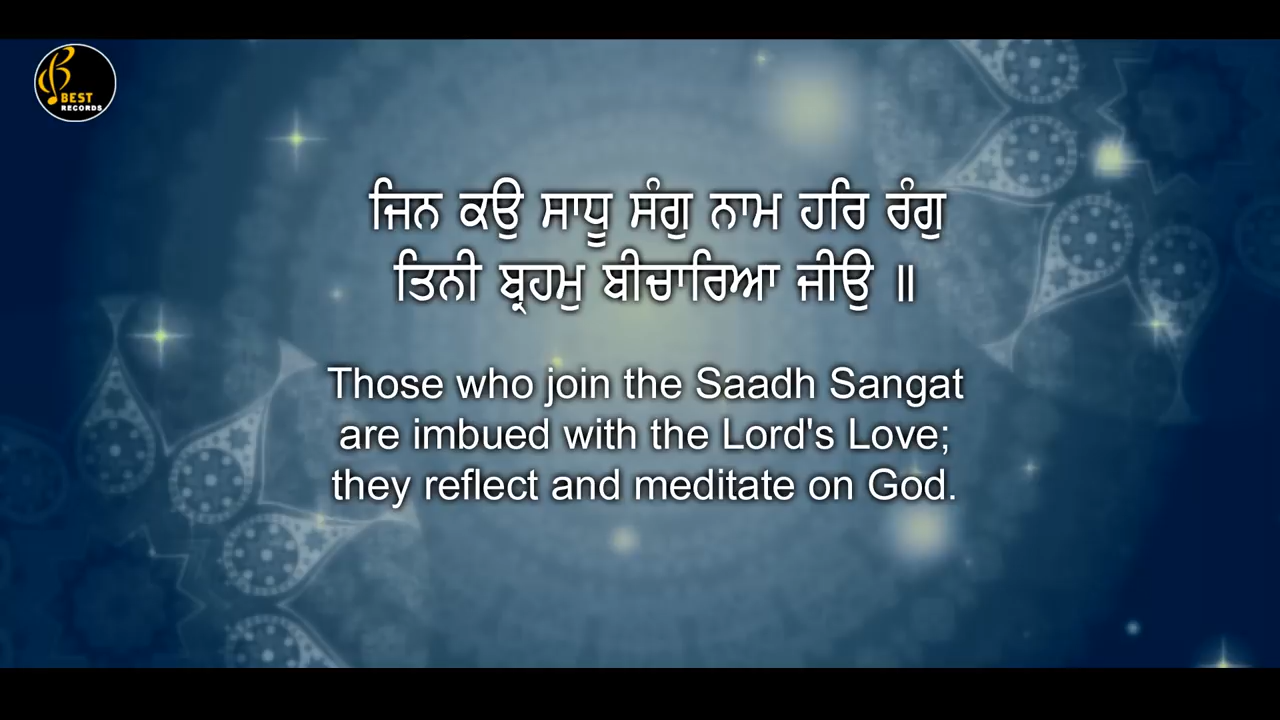 BEST
RECORDS
ਜਿਨ ਕਉ ਸਾਧੂ ਸੰਗੁ ਨਾਮ ਹਰਿ ਰੰਗੁ
ਤਿਨੀ ਬ੍ਰਹਮੁ ਬੀਚਾਰਿਆ ਜੀਉ ॥
Those who join the Saadh Sangat
are imbued with the Lord's Love;
they reflect and meditate on God.